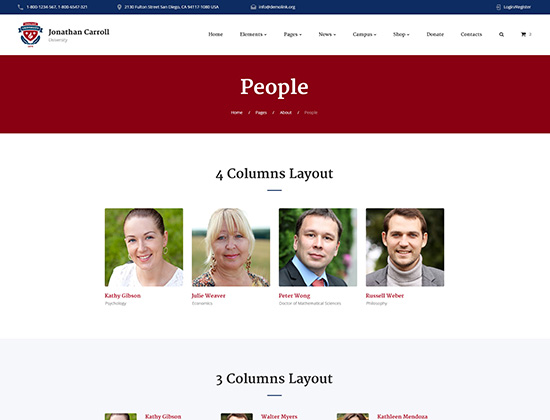 1-800-1234-567, 1-800-6547-321 2130 Fulton Street San Diego, CA 94117-1080 USA info@demolink.org Login/Register
Jonathan Carroll
University
Home Elements Pages News Campus Shop Donate Contacts 0
People
Home / Pages / About / People
4 Columns Layout
Kathy Gibson Julie Weaver Peter Wong Russell Weber
Psychology Economics Doctor of Mathematical Sciences Philosophy
3 Columns Layout
Kathy Gibson Walter Myers Kathleen Mendoza